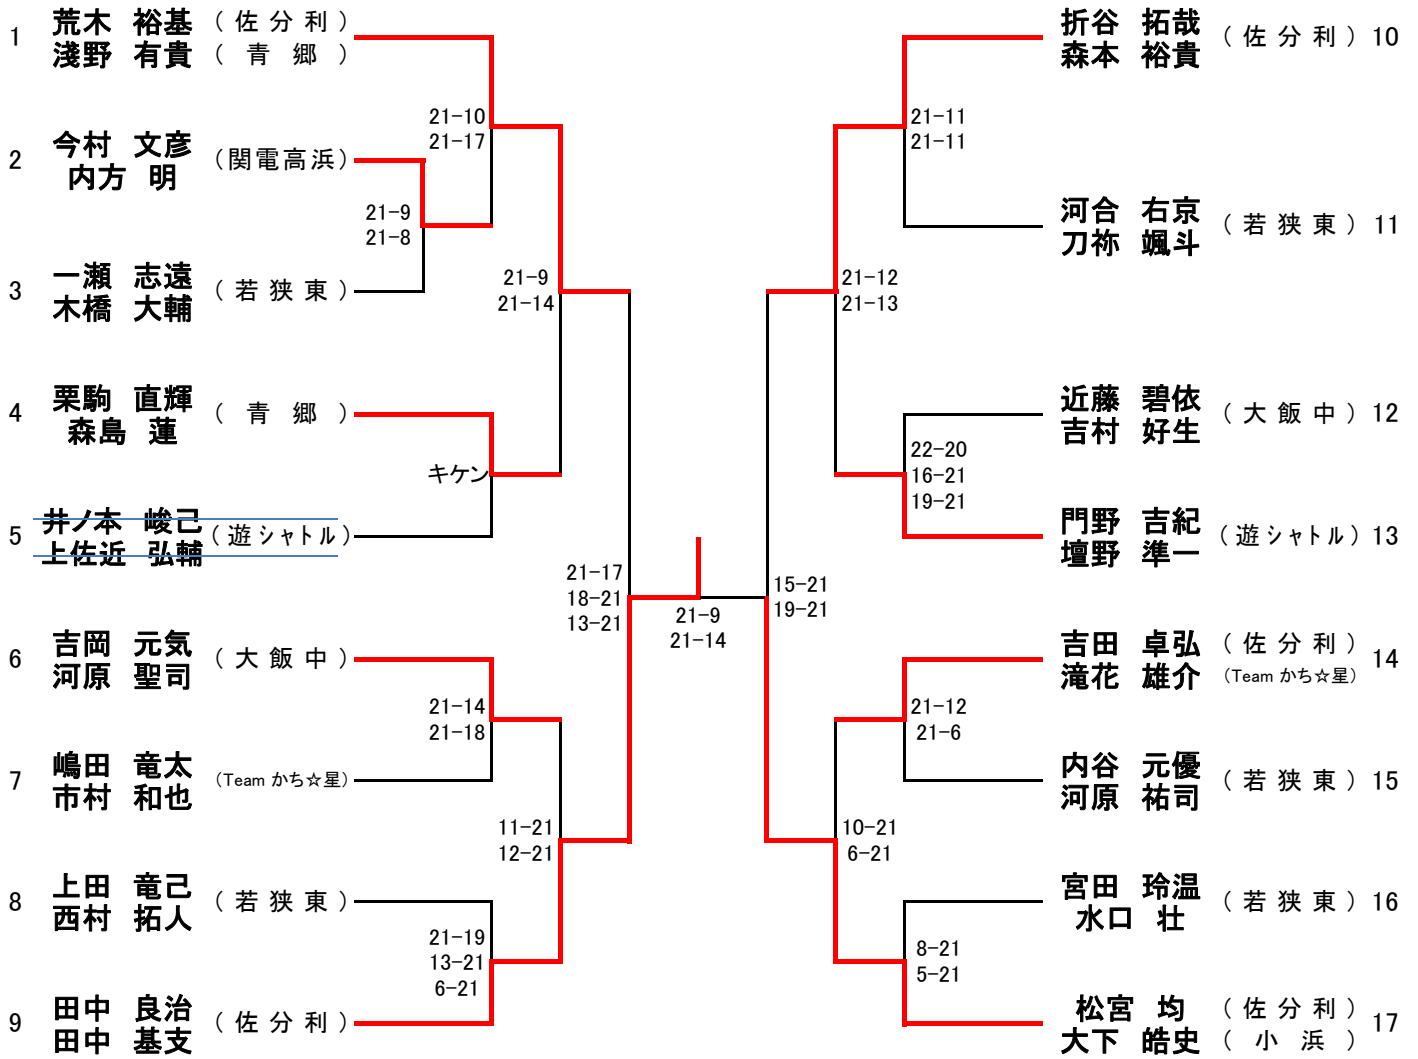 1 荒木 裕基 (佐分利)
淺野 有貴 (青郷)
21-10
21-17
2 今村 文彦 (関電高浜)
内方 明
21-9
21-8
3 一瀬 志遠 (若狭東)
木橋 大輔
21-9
21-14
4 栗駒 直輝 (青郷)
森島 蓮
キケン
5 井ノ本 峻己 (遊シャトル)
上佐近 弘輔
21-17
18-21
13-21
6 吉岡 元気 (大飯中)
河原 聖司
21-14
21-18
7 嶋田 竜太 (Team かち☆星)
市村 和也
11-21
12-21
8 上田 竜己 (若狭東)
西村 拓人
21-19
13-21
6-21
9 田中 良治 (佐分利)
田中 基支
21-9
21-14
折谷 拓哉 (佐分利) 10
森本 裕貴
21-11
21-11
河合 右京 (若狭東) 11
刀祢 颯斗
21-12
21-13
近藤 碧依 (大飯中) 12
吉村 好生
22-20
16-21
19-21
門野 吉紀 (遊シャトル) 13
壇野 準一
15-21
19-21
吉田 卓弘 (佐分利) 14
滝花 雄介 (Team かち☆星)
21-12
21-6
内谷 元優 (若狭東) 15
河原 祐司
10-21
6-21
宮田 玲温 (若狭東) 16
水口 壮
8-21
5-21
松宮 均 (佐分利) 17
大下 皓史 (小浜)